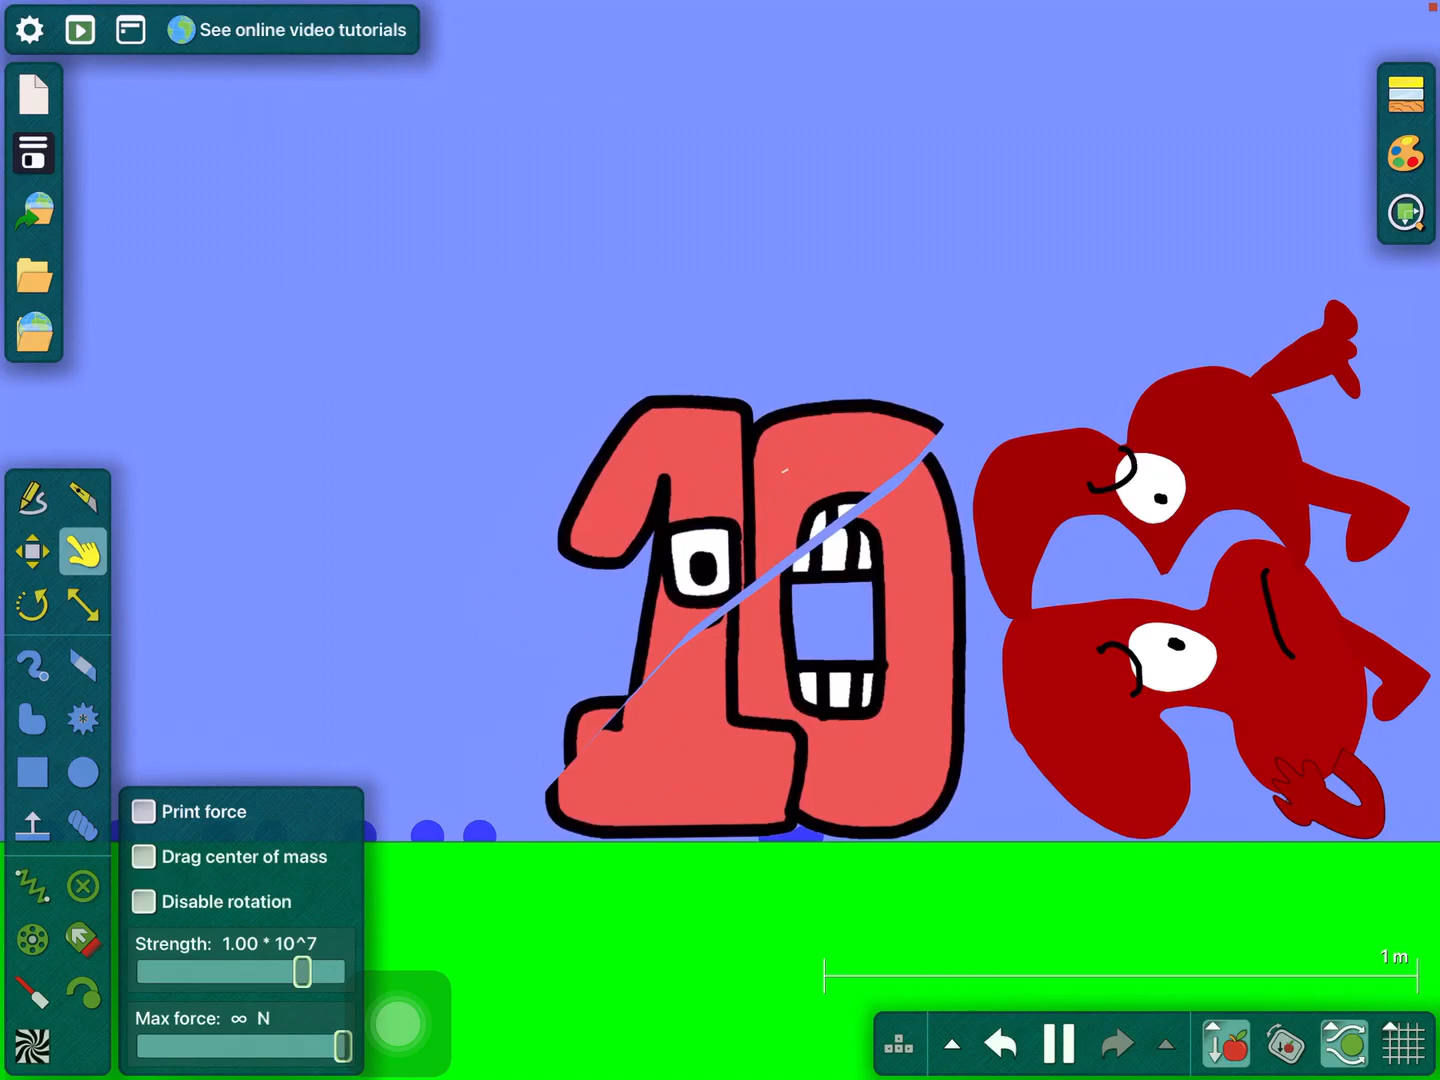 See online video tutorials
10
Print force
Drag center of mass
Disable rotation
Strength: 1.00 * 10^7
Max force: ∞ N
1 m